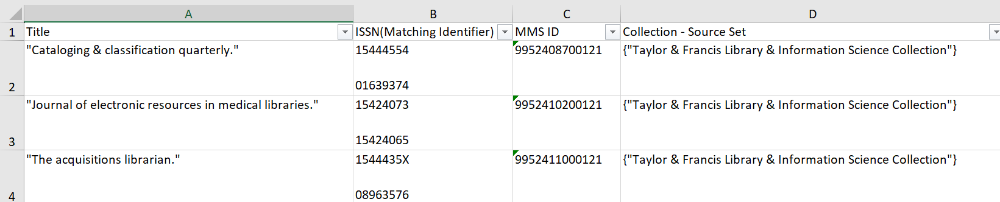 A B C D
1 Title ISSN(Matching Identifier) MMS ID Collection - Source Set
"Cataloging & classification quarterly." 15444554 9952408700121 {"Taylor & Francis Library & Information Science Collection"}
2 01639374
"Journal of electronic resources in medical libraries." 15424073 9952410200121 {"Taylor & Francis Library & Information Science Collection"}
3 15424065
"The acquisitions librarian." 1544435X 9952411000121 {"Taylor & Francis Library & Information Science Collection"}
4 08963576